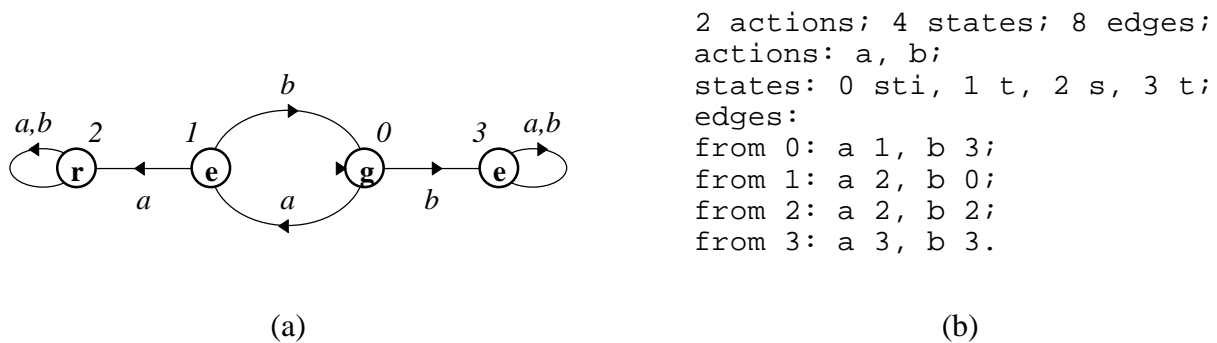 b
a,b 2 1 0 3 a,b
r e g e
a a b
(a)
2 actions; 4 states; 8 edges;
actions: a, b;
states: 0 sti, 1 t, 2 s, 3 t;
edges:
from 0: a 1, b 3;
from 1: a 2, b 0;
from 2: a 2, b 2;
from 3: a 3, b 3.
(b)